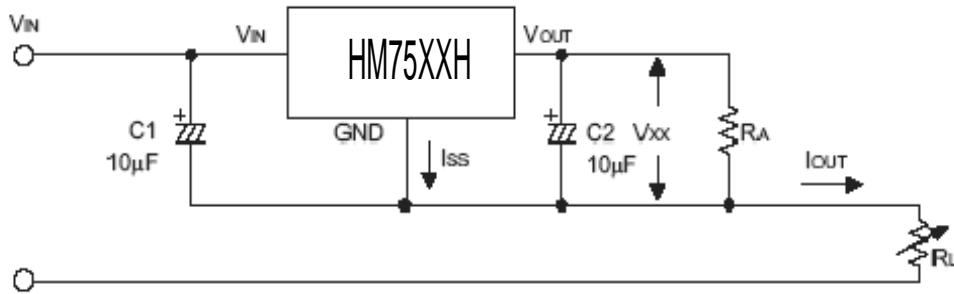 VIN
VIN
HM75XXH
VOUT
GND
C1
10μF
ISS
C2
10μF
VXX
RA
IOUT
RL